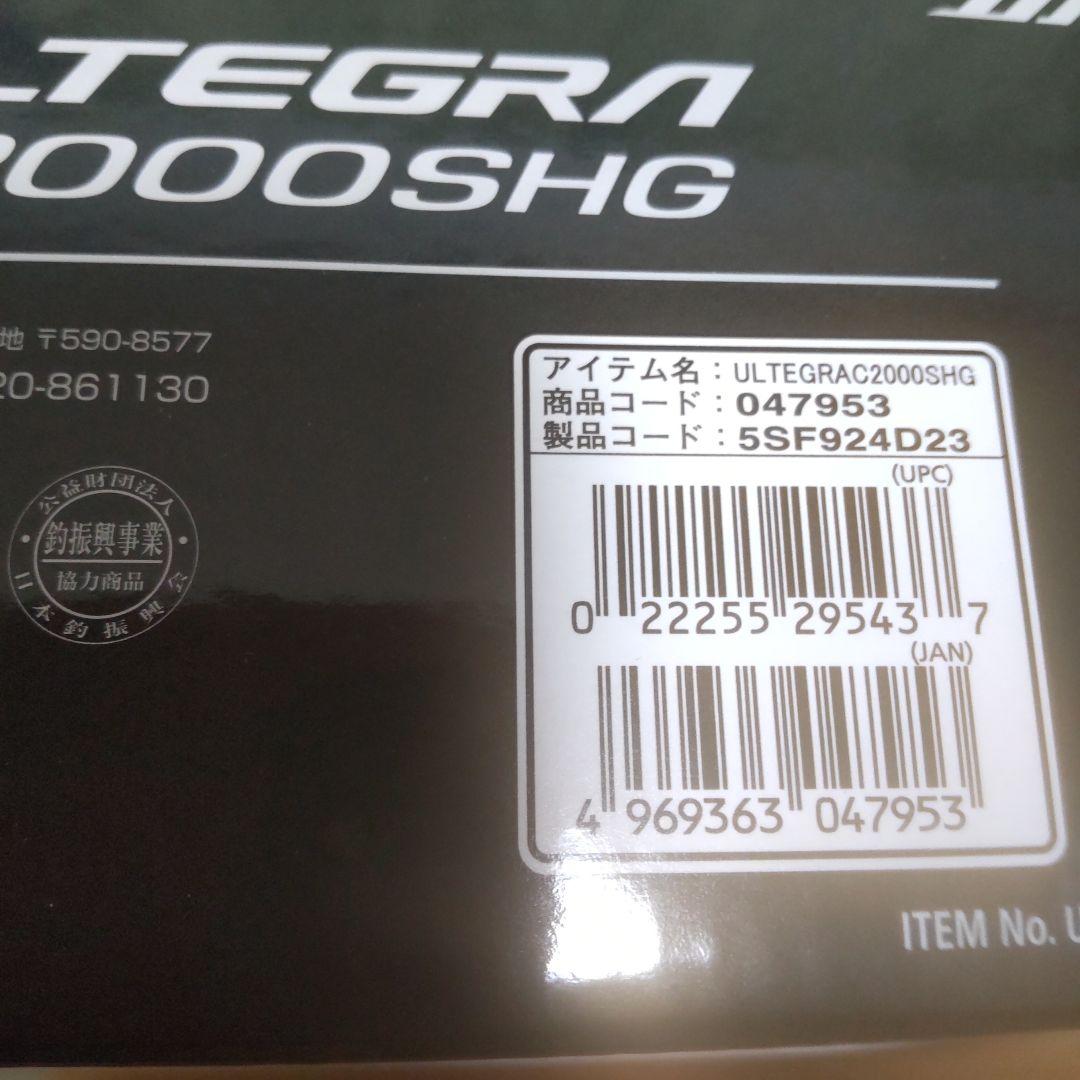 LTEGRA
2000SHG
地 〒590-8577
20-861130
公益財団法人
釣振興事業
協力商品
日本釣振興会
アイテム名：ULTEGRAC2000SHG
商品コード：047953
製品コード：5SF924D23
(UPC)
0 22255 29543 7
(JAN)
4 969363 047953
ITEM No. U